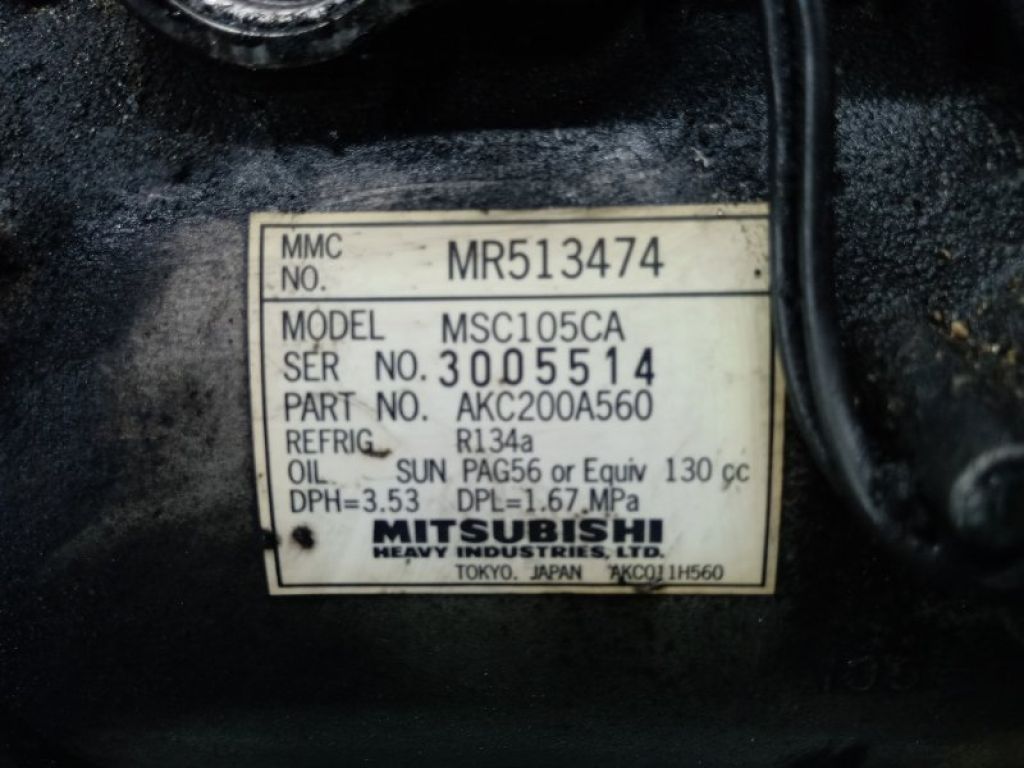 MMC NO. MR513474
MODEL MSC105CA
SER NO. 3005514
PART NO. AKC200A560
REFRIG R134a
OIL SUN PAG56 or Equiv 130 cc
DPH=3.53 DPL=1.67 MPa
MITSUBISHI
HEAVY INDUSTRIES, LTD.
TOKYO. JAPAN AKC011H560